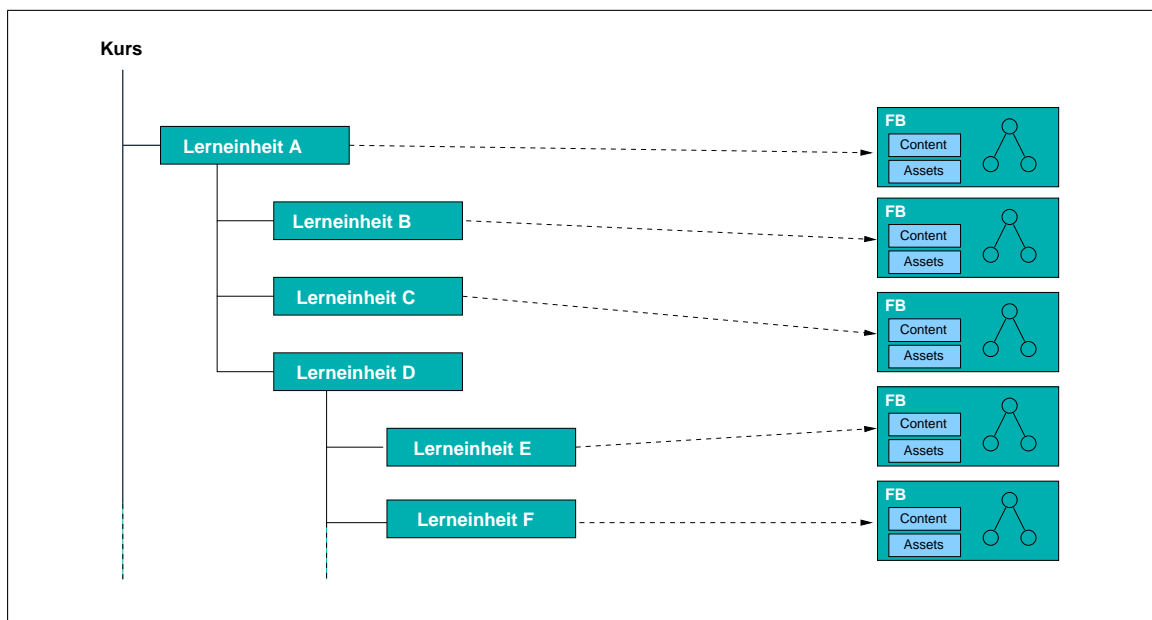 Kurs
Lerneinheit A
Lerneinheit B
Lerneinheit C
Lerneinheit D
Lerneinheit E
Lerneinheit F
FB
Content
Assets
FB
Content
Assets
FB
Content
Assets
FB
Content
Assets
FB
Content
Assets